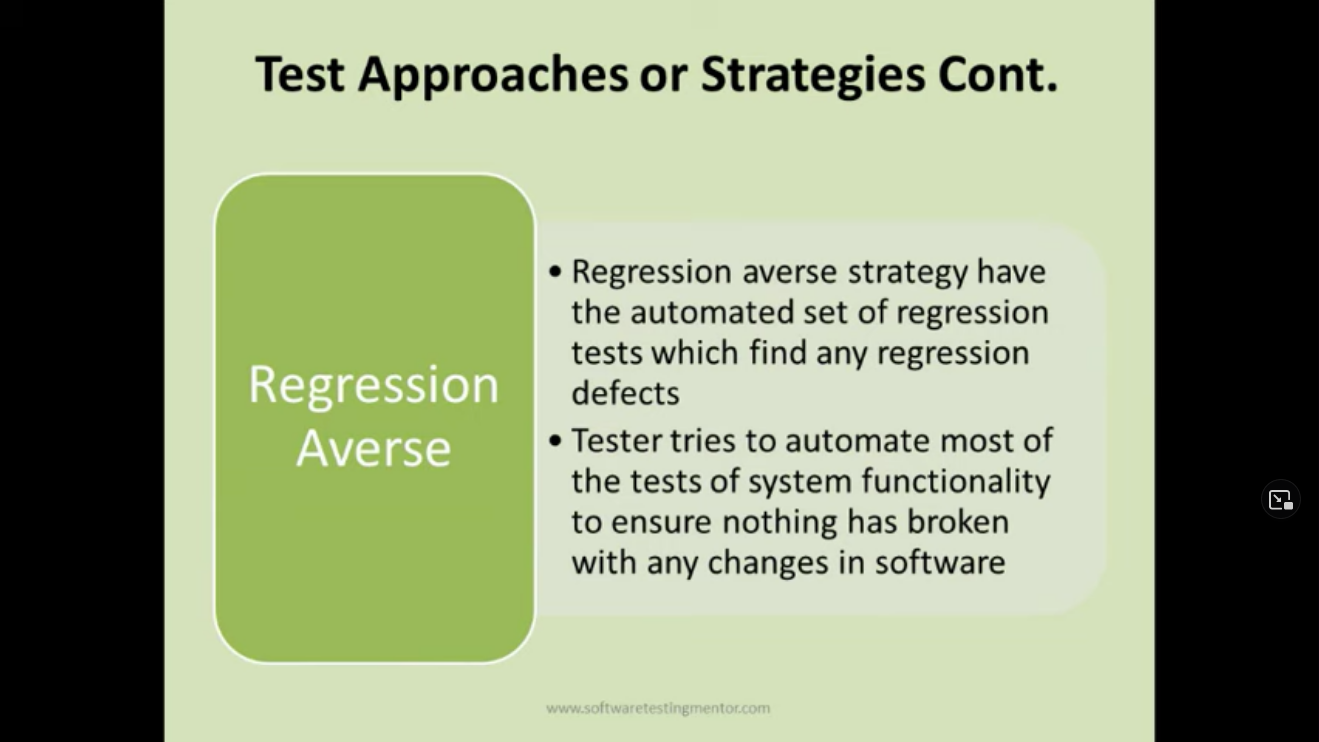 Test Approaches or Strategies Cont.
Regression
Averse
• Regression averse strategy have
the automated set of regression
tests which find any regression
defects
• Tester tries to automate most of
the tests of system functionality
to ensure nothing has broken
with any changes in software
www.softwaretestingmentor.com